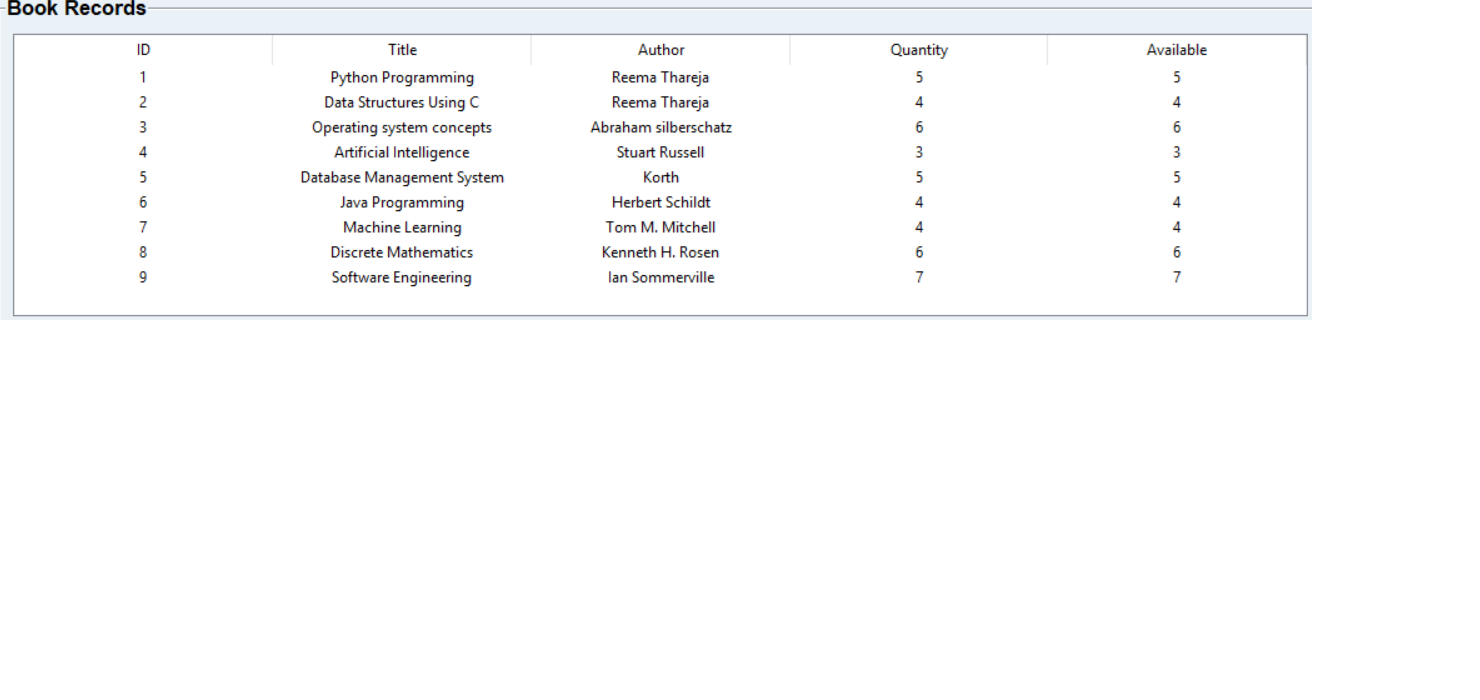 Book Records
ID Title Author Quantity Available
1 Python Programming Reema Thareja 5 5
2 Data Structures Using C Reema Thareja 4 4
3 Operating system concepts Abraham silberschatz 6 6
4 Artificial Intelligence Stuart Russell 3 3
5 Database Management System Korth 5 5
6 Java Programming Herbert Schildt 4 4
7 Machine Learning Tom M. Mitchell 4 4
8 Discrete Mathematics Kenneth H. Rosen 6 6
9 Software Engineering Ian Sommerville 7 7